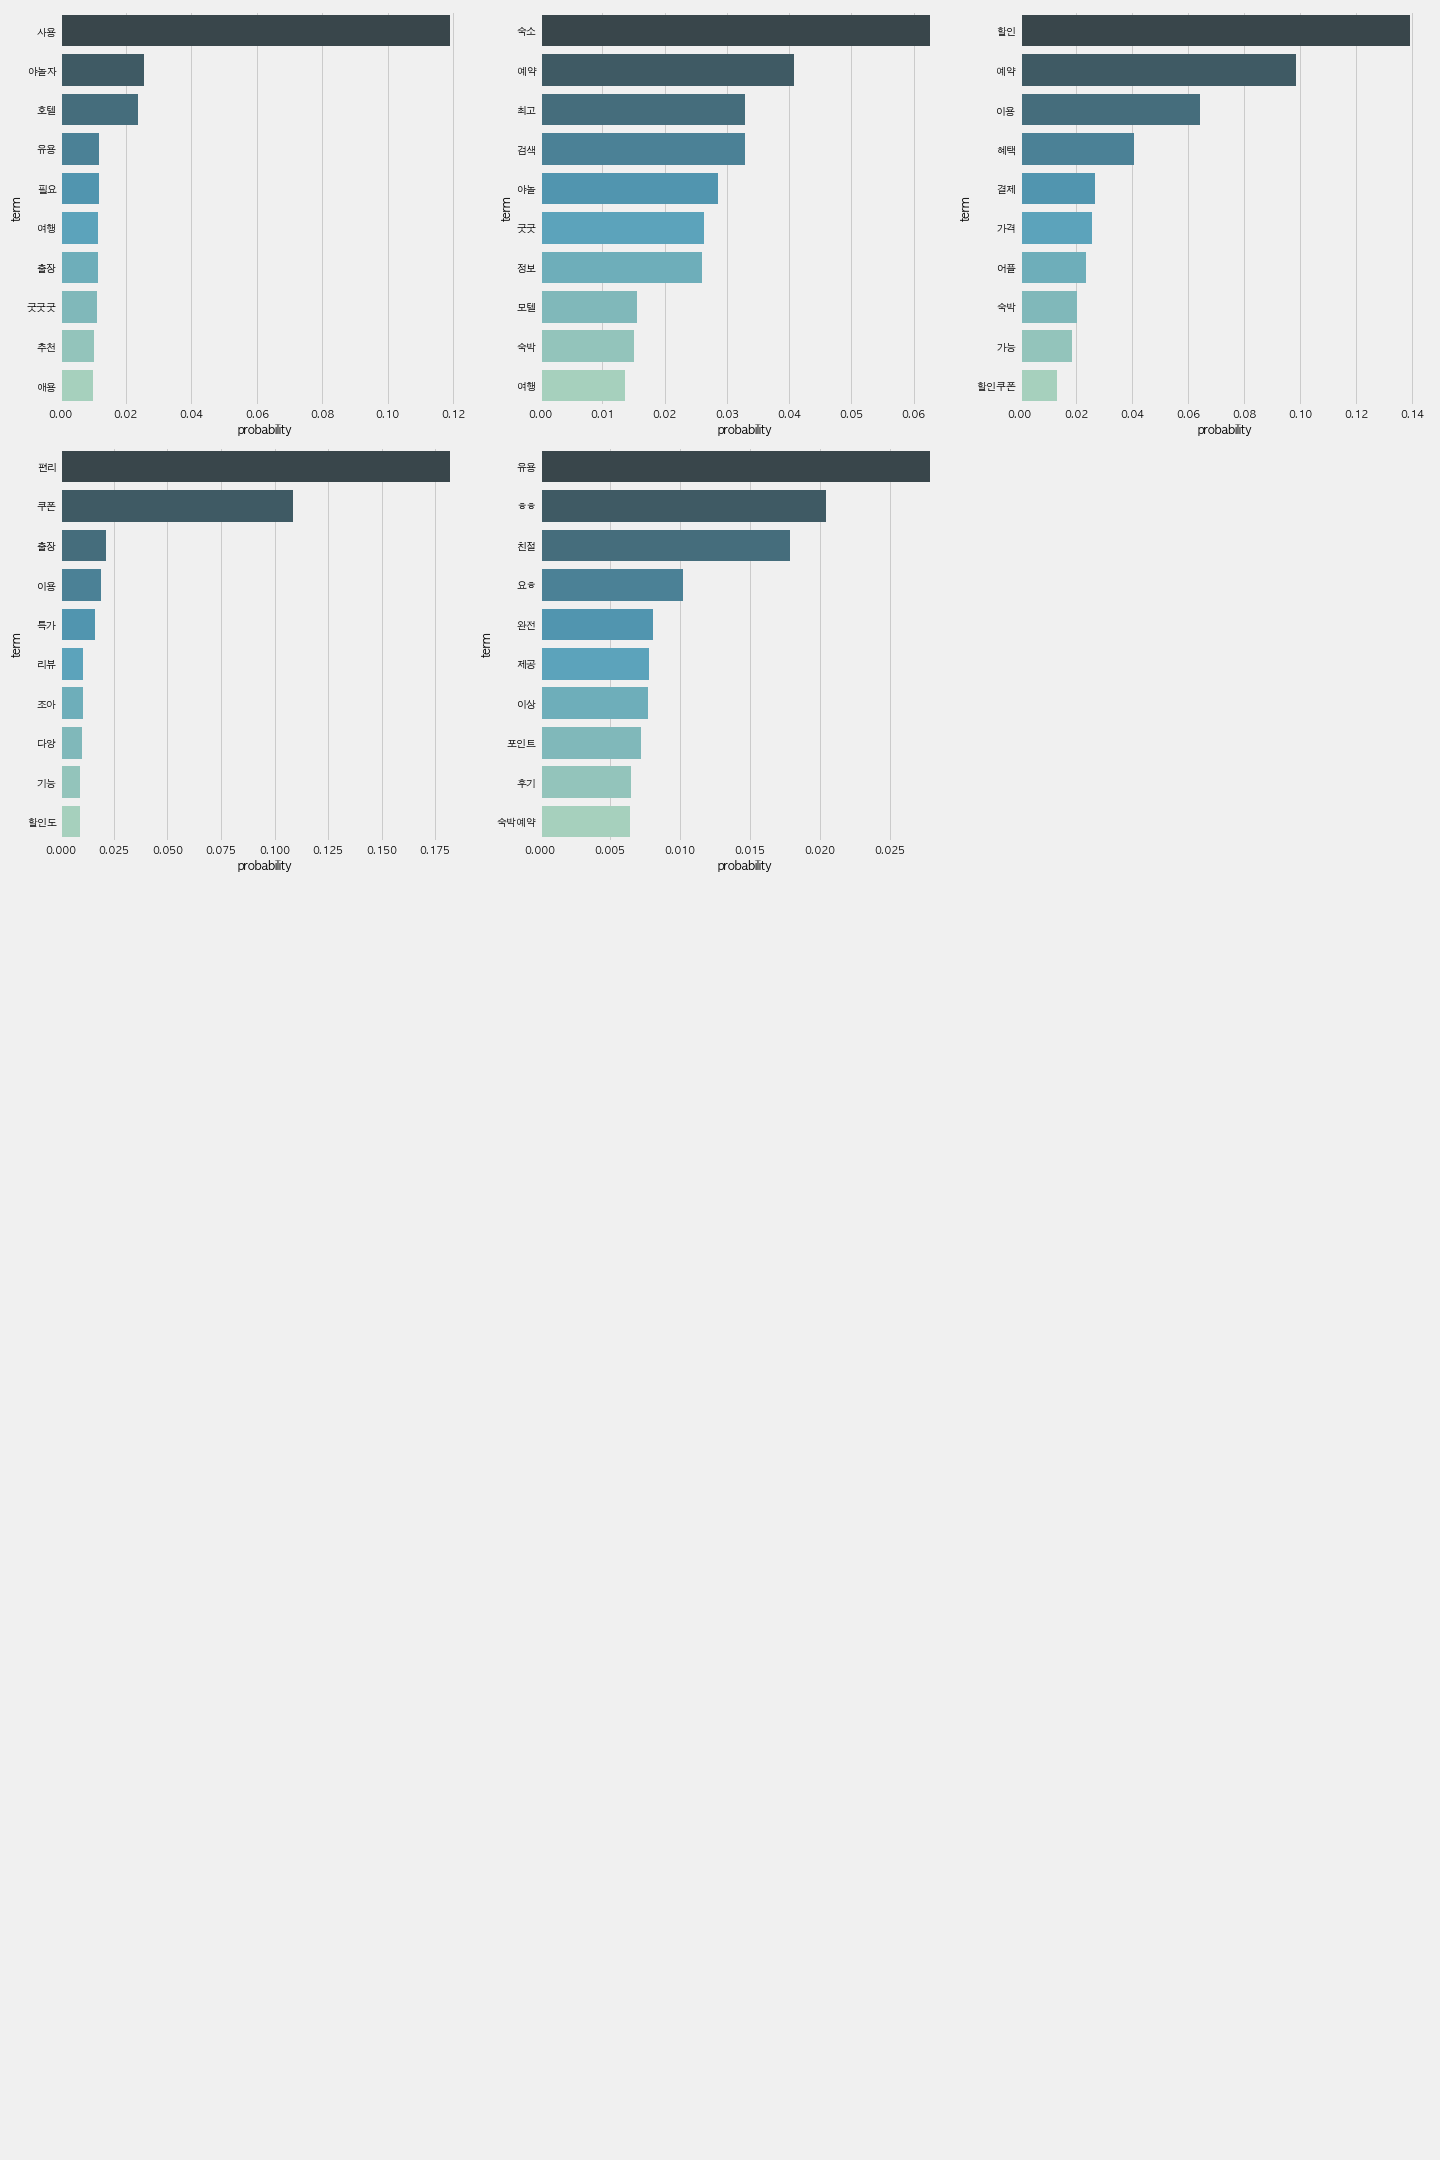 사용
야놀자
호텔
유용
필요
여행
출장
굿굿굿
추천
애용
term
0.00 0.02 0.04 0.06 0.08 0.10 0.12
probability
숙소
예약
최고
검색
야놀
굿굿
정보
모텔
숙박
여행
term
0.00 0.01 0.02 0.03 0.04 0.05 0.06
probability
할인
예약
이용
혜택
결제
가격
어플
숙박
가능
할인쿠폰
term
0.00 0.02 0.04 0.06 0.08 0.10 0.12 0.14
probability
편리
쿠폰
출장
이용
특가
리뷰
조아
다양
기능
할인도
term
0.000 0.025 0.050 0.075 0.100 0.125 0.150 0.175
probability
유용
ㅎㅎ
친절
요ㅎ
완전
제공
이상
포인트
후기
숙박예약
term
0.000 0.005 0.010 0.015 0.020 0.025
probability